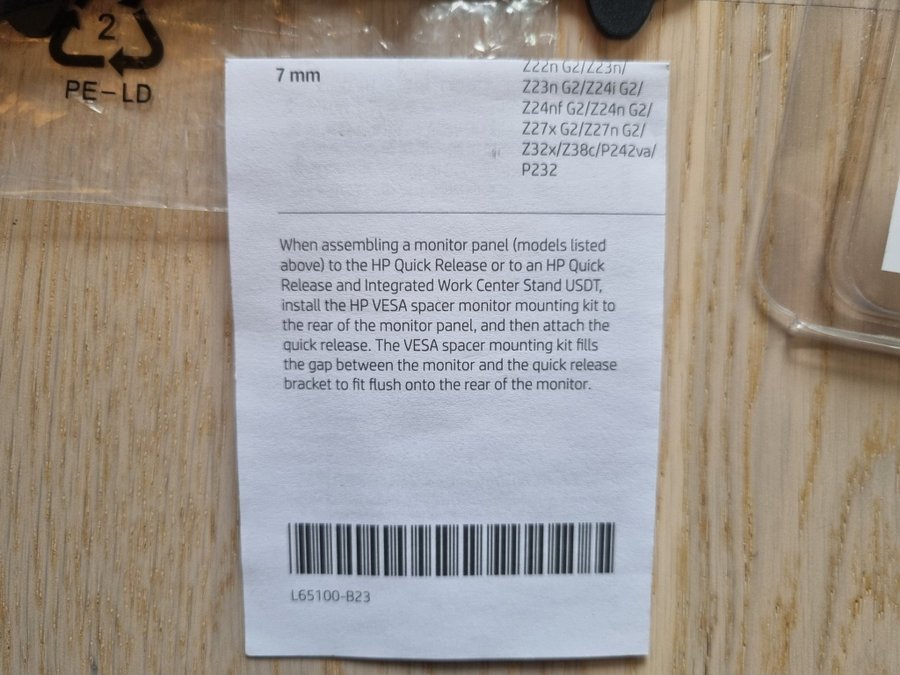 2
PE-LD
7 mm
Z22n G2/Z23n/
Z23n G2/Z24i G2/
Z24nf G2/Z24n G2/
Z27x G2/Z27n G2/
Z32x/Z38c/P242va/
P232
When assembling a monitor panel (models listed
above) to the HP Quick Release or to an HP Quick
Release and Integrated Work Center Stand USDT,
install the HP VESA spacer monitor mounting kit to
the rear of the monitor panel, and then attach the
quick release. The VESA spacer mounting kit fills
the gap between the monitor and the quick release
bracket to fit flush onto the rear of the monitor.
L65100-B23